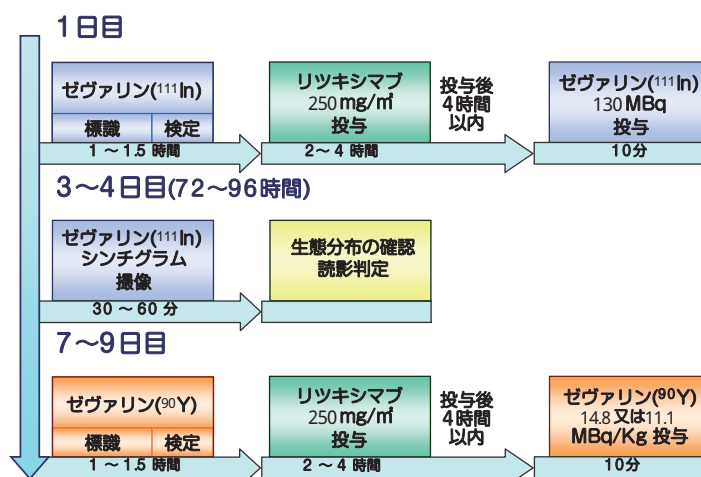 1日目
ゼヴァリン(¹¹¹In)
標識 検定
1～1.5 時間
リツキシマブ
250mg/㎡
投与
2～4 時間
投与後
4時間
以内
ゼヴァリン(¹¹¹In)
130 MBq
投与
10分
3～4日目(72～96時間)
ゼヴァリン(¹¹¹In)
シンチグラム
撮像
30～60 分
生態分布の確認
読影判定
7～9日目
ゼヴァリン(⁹⁰Y)
標識 検定
1～1.5 時間
リツキシマブ
250mg/㎡
投与
2～4 時間
投与後
4時間
以内
ゼヴァリン(⁹⁰Y)
14.8又は11.1
MBq/Kg 投与
10分